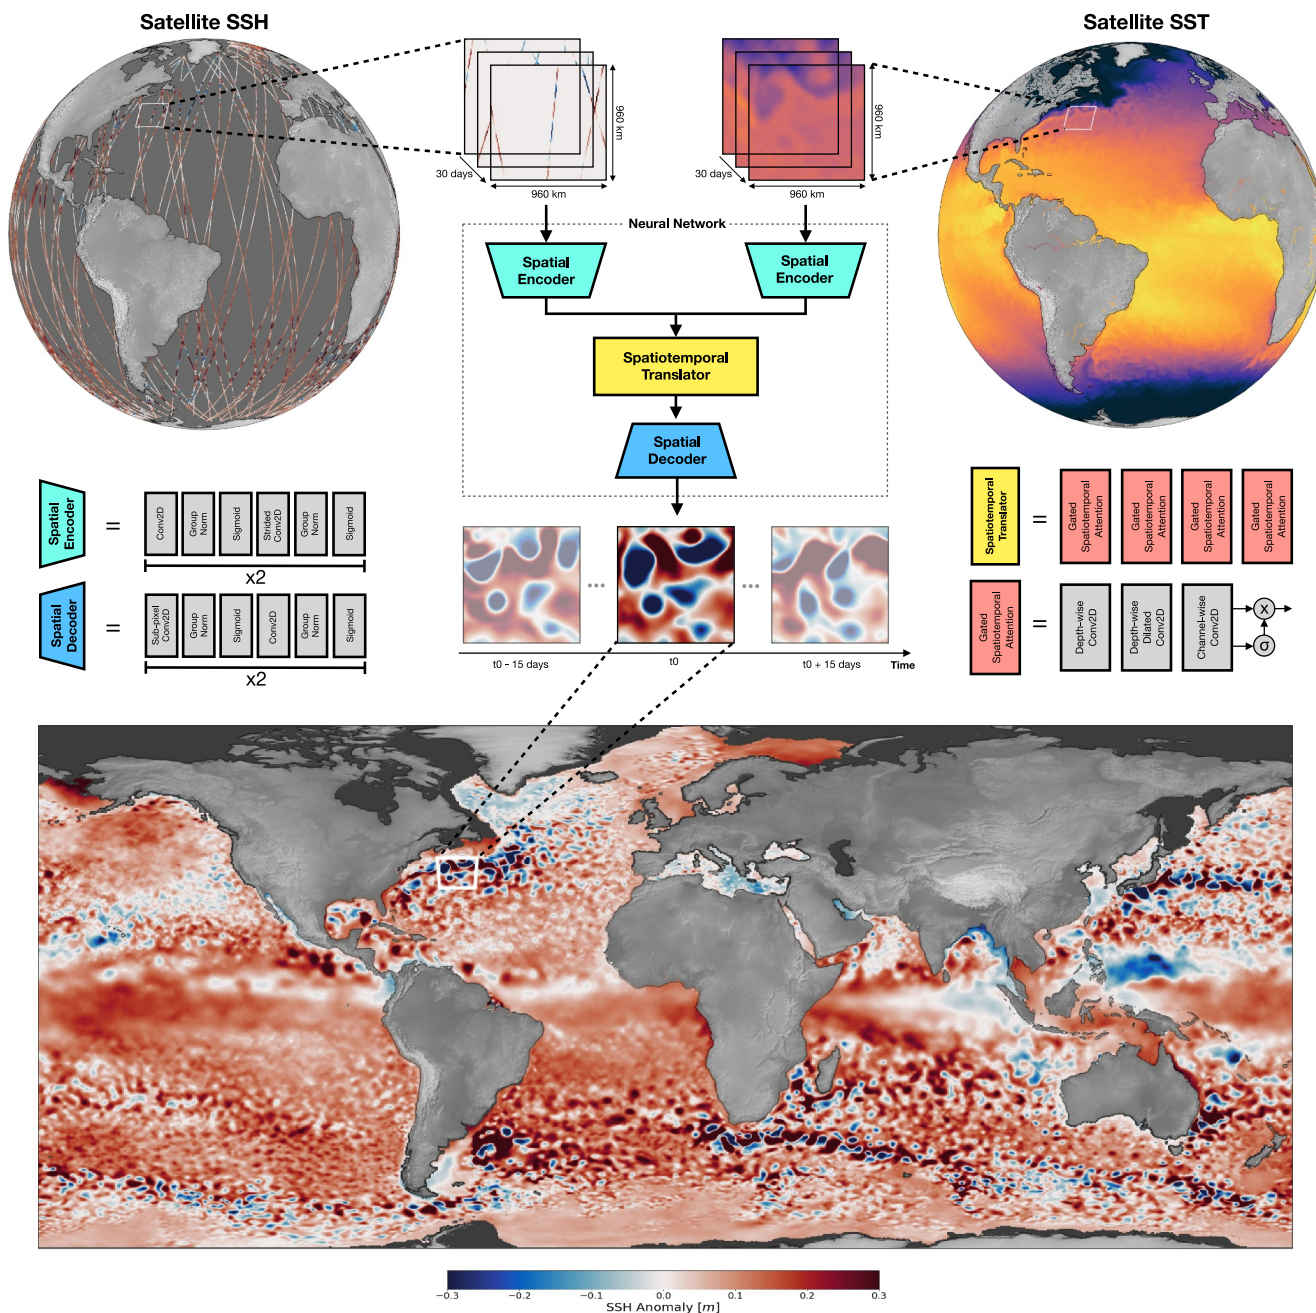 Satellite SSH
Satellite SST
960 km
30 days
960 km
960 km
30 days
960 km
Neural Network
Spatial
Encoder
Spatial
Encoder
Spatiotemporal
Translator
Spatial
Decoder
Spatial
Encoder
=
Conv2D
Group
Norm
Sigmoid
Strided
Conv2D
Group
Norm
Sigmoid
x2
Spatial
Decoder
=
Sub-pixel
Conv2D
Group
Norm
Sigmoid
Conv2D
Group
Norm
Sigmoid
x2
...
...
t0 - 15 days
t0
t0 + 15 days
Time
Spatiotemporal
Translator
=
Gated
Spatiotemporal
Attention
Gated
Spatiotemporal
Attention
Gated
Spatiotemporal
Attention
Gated
Spatiotemporal
Attention
Gated
Spatiotemporal
Attention
=
Depth-wise
Conv2D
Depth-wise
Dilated
Conv2D
Channel-wise
Conv2D
x
σ
−0.3
−0.2
−0.1
0.0
0.1
0.2
0.3
SSH Anomaly [m]